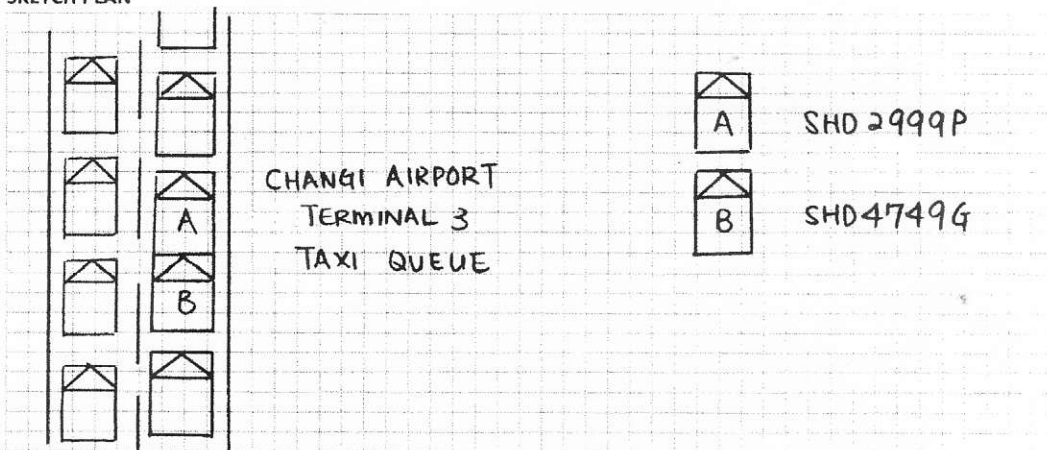 SKETCH PLAN
A SHD2999P
CHANGI AIRPORT
A TERMINAL 3
B SHD4749G
TAXI QUEUE
B